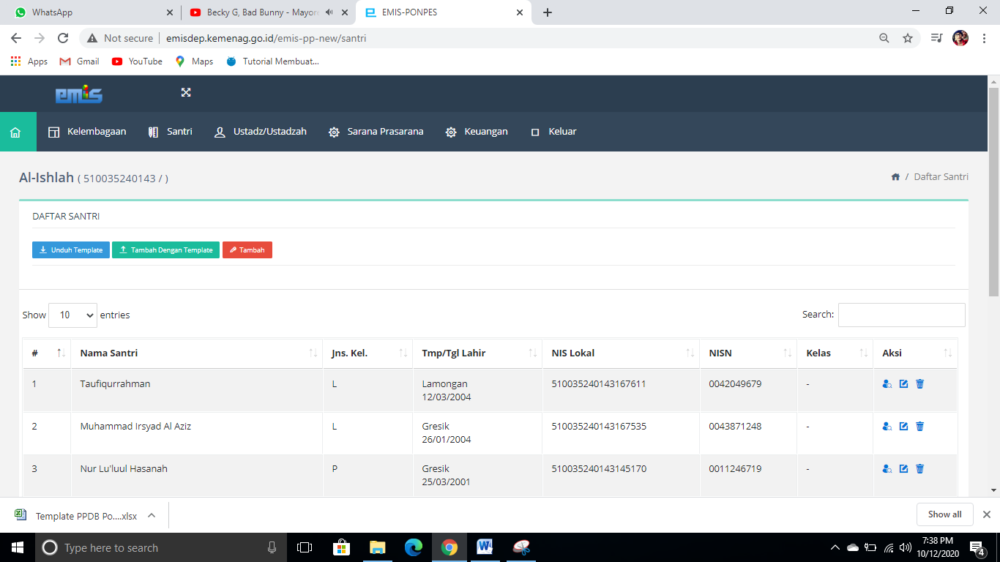 WhatsApp
Becky G, Bad Bunny - Mayore
EMIS-PONPES
Not secure
emisdep.kemenag.go.id/emis-pp-new/santri
Apps
Gmail
YouTube
Maps
Tutorial Membuat...
emis
Kelembagaan
Santri
Ustadz/Ustadzah
Sarana Prasarana
Keuangan
Keluar
Al-Ishlah ( 510035240143 / )
/ Daftar Santri
DAFTAR SANTRI
Unduh Template
Tambah Dengan Template
Tambah
Show 10 entries
Search:
# Nama Santri Jns. Kel. Tmp/Tgl Lahir NIS Lokal NISN Kelas Aksi
1 Taufiqurrahman L Lamongan 510035240143167611 0042049679 -
12/03/2004
2 Muhammad Irsyad Al Aziz L Gresik 510035240143167535 0043871248 -
26/01/2004
3 Nur Lu'luul Hasanah P Gresik 510035240143145170 0011246719 -
25/03/2001
Template PPDB Po....xlsx
Show all
Type here to search
7:38 PM
10/12/2020
4